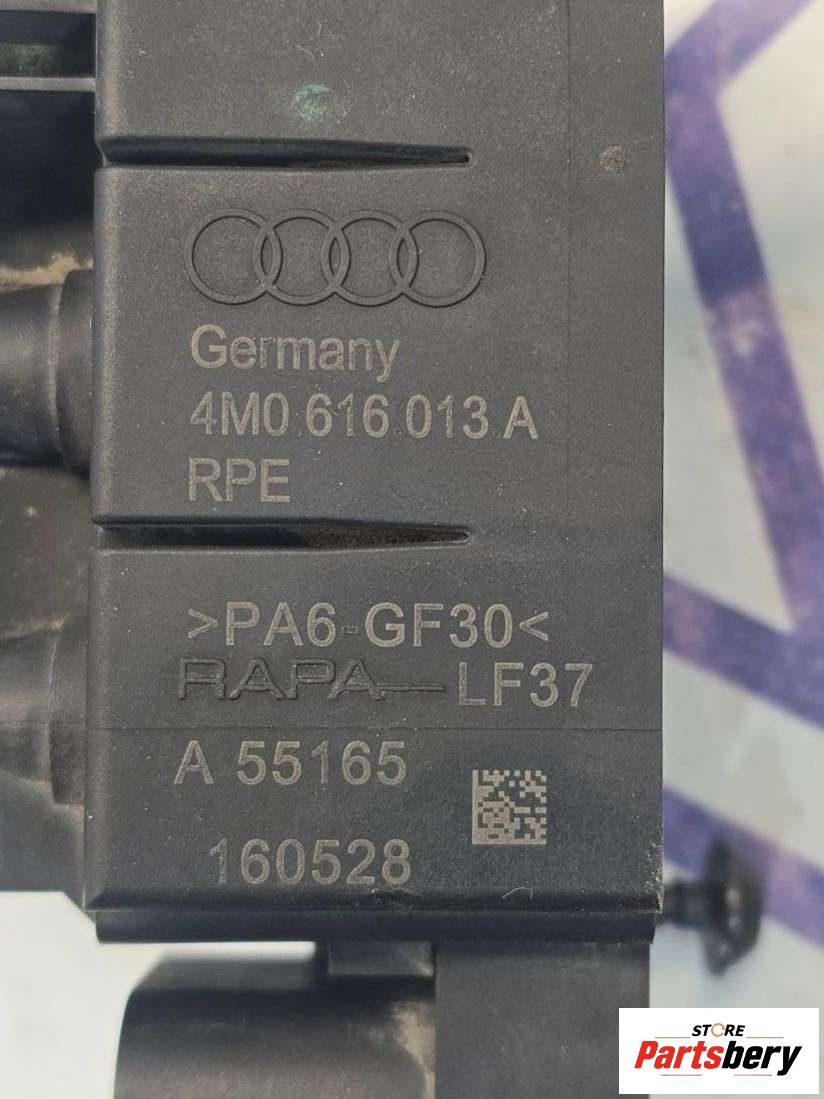 Germany
4M0.616.013.A
RPE
>PA6-GF30<
RAPA LF37
A 55165
160528
STORE
Partsbery